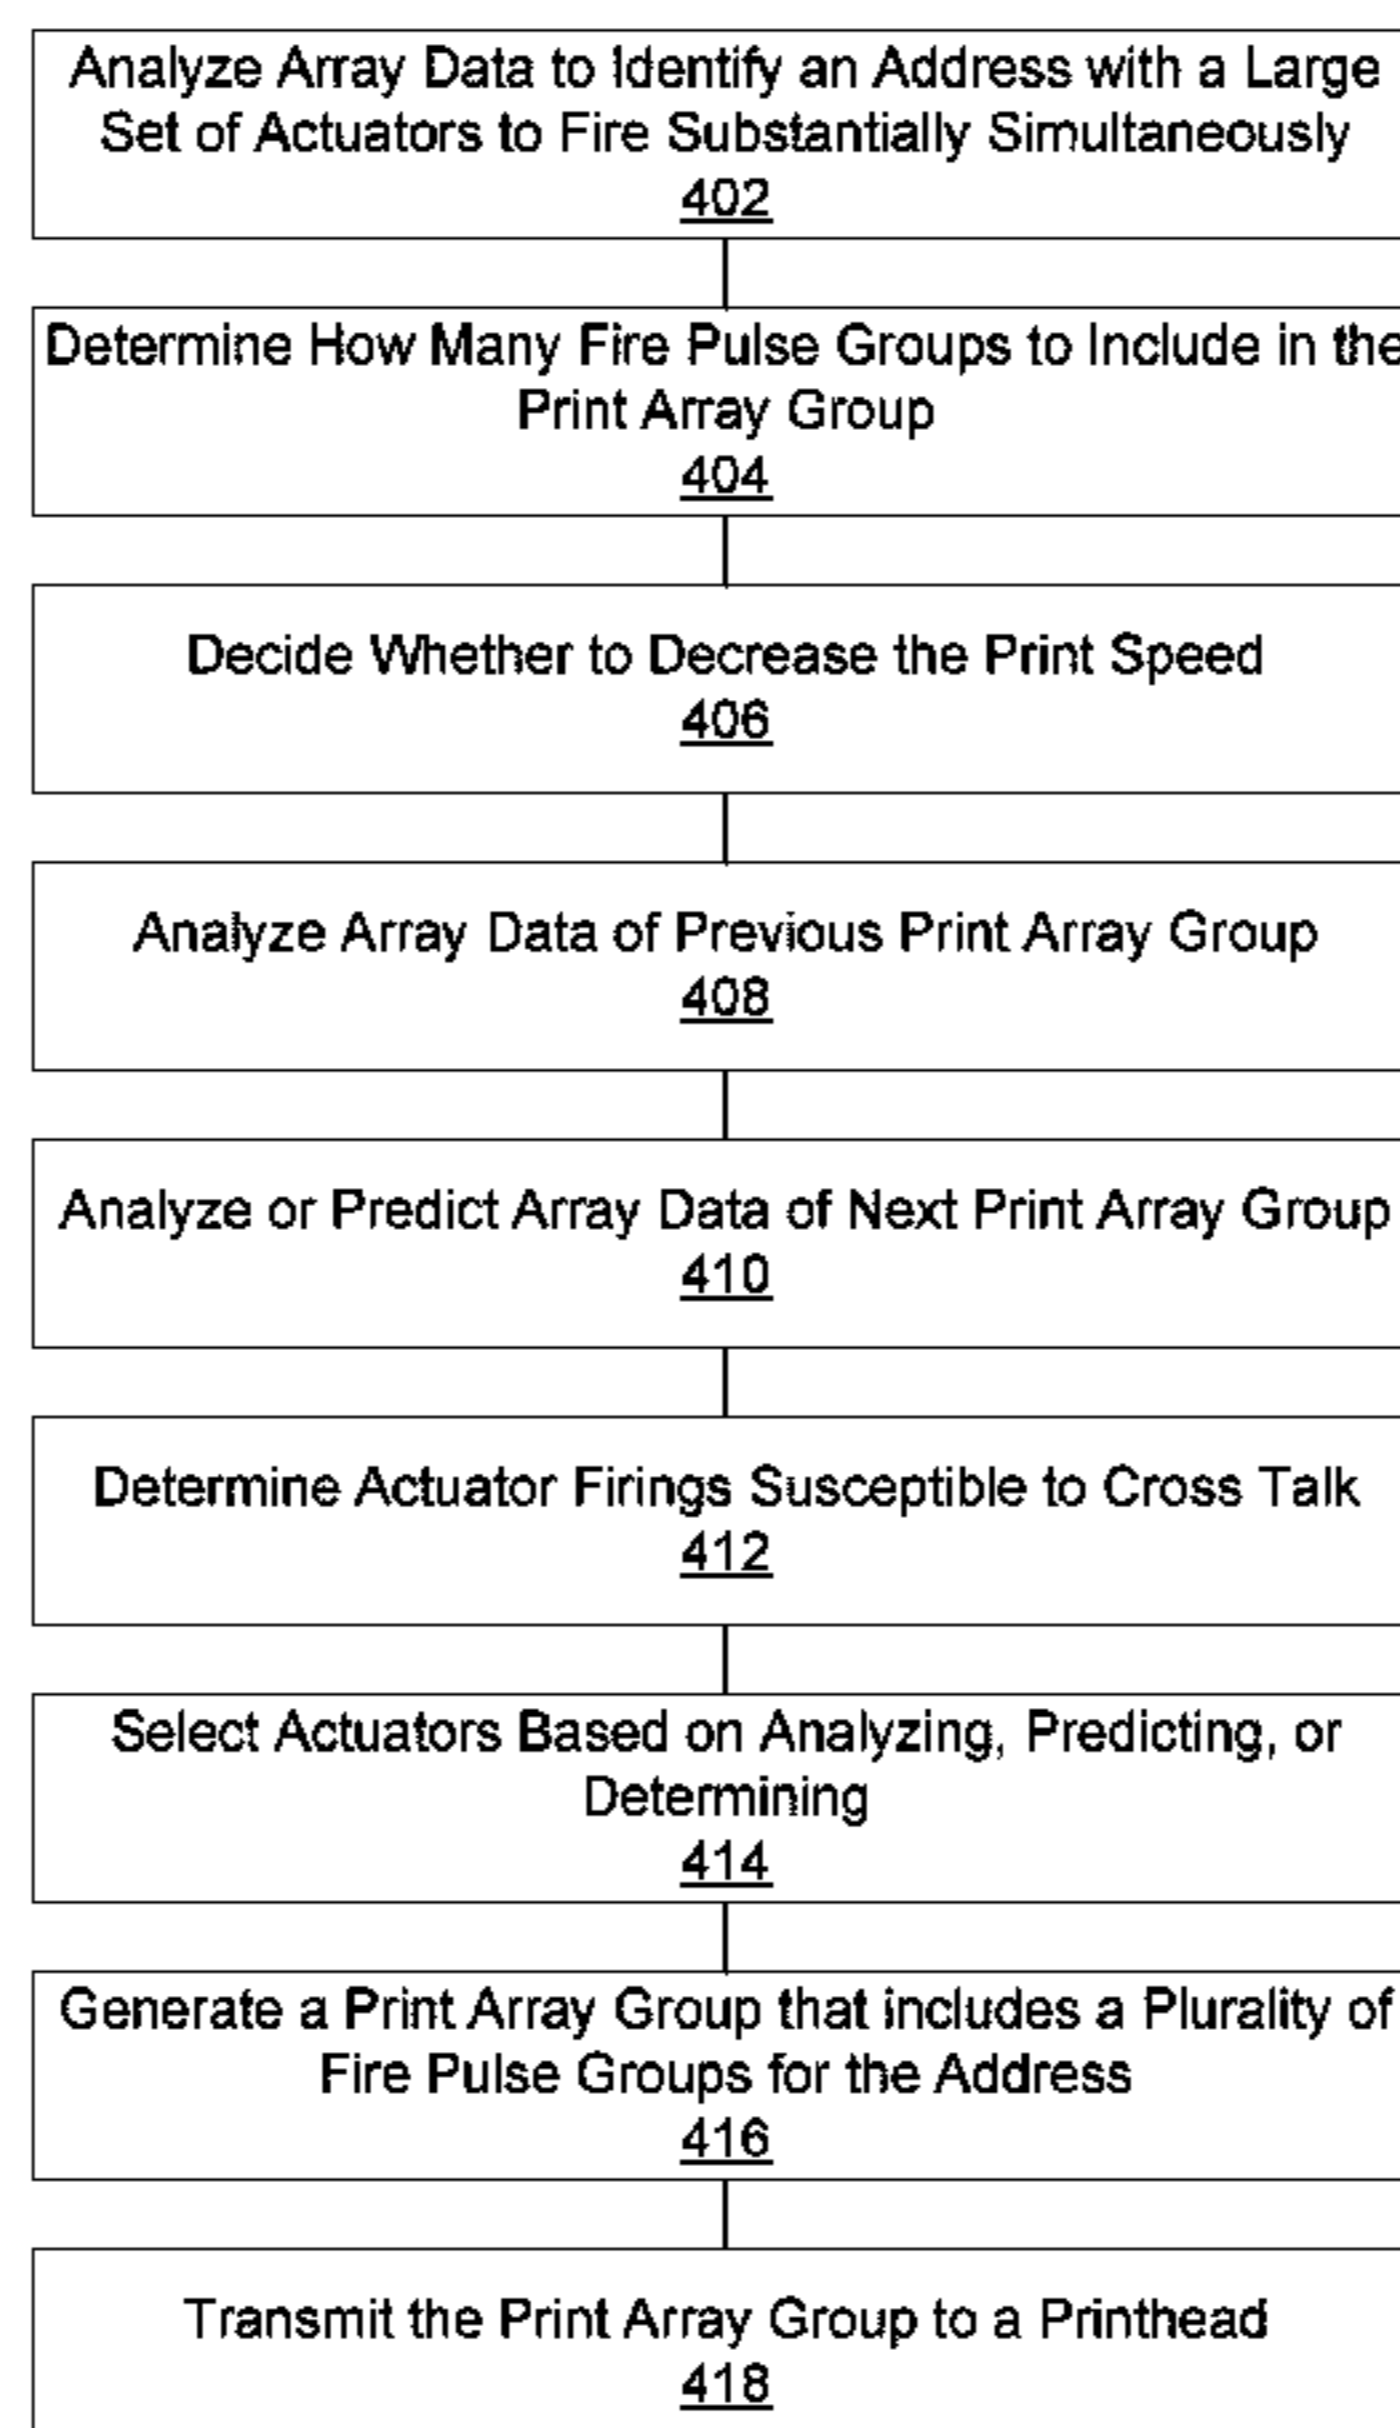 Analyze Array Data to Identify an Address with a Large
Set of Actuators to Fire Substantially Simultaneously
402
Determine How Many Fire Pulse Groups to Include in the
Print Array Group
404
Decide Whether to Decrease the Print Speed
406
Analyze Array Data of Previous Print Array Group
408
Analyze or Predict Array Data of Next Print Array Group
410
Determine Actuator Firings Susceptible to Cross Talk
412
Select Actuators Based on Analyzing, Predicting, or
Determining
414
Generate a Print Array Group that includes a Plurality of
Fire Pulse Groups for the Address
416
Transmit the Print Array Group to a Printhead
418